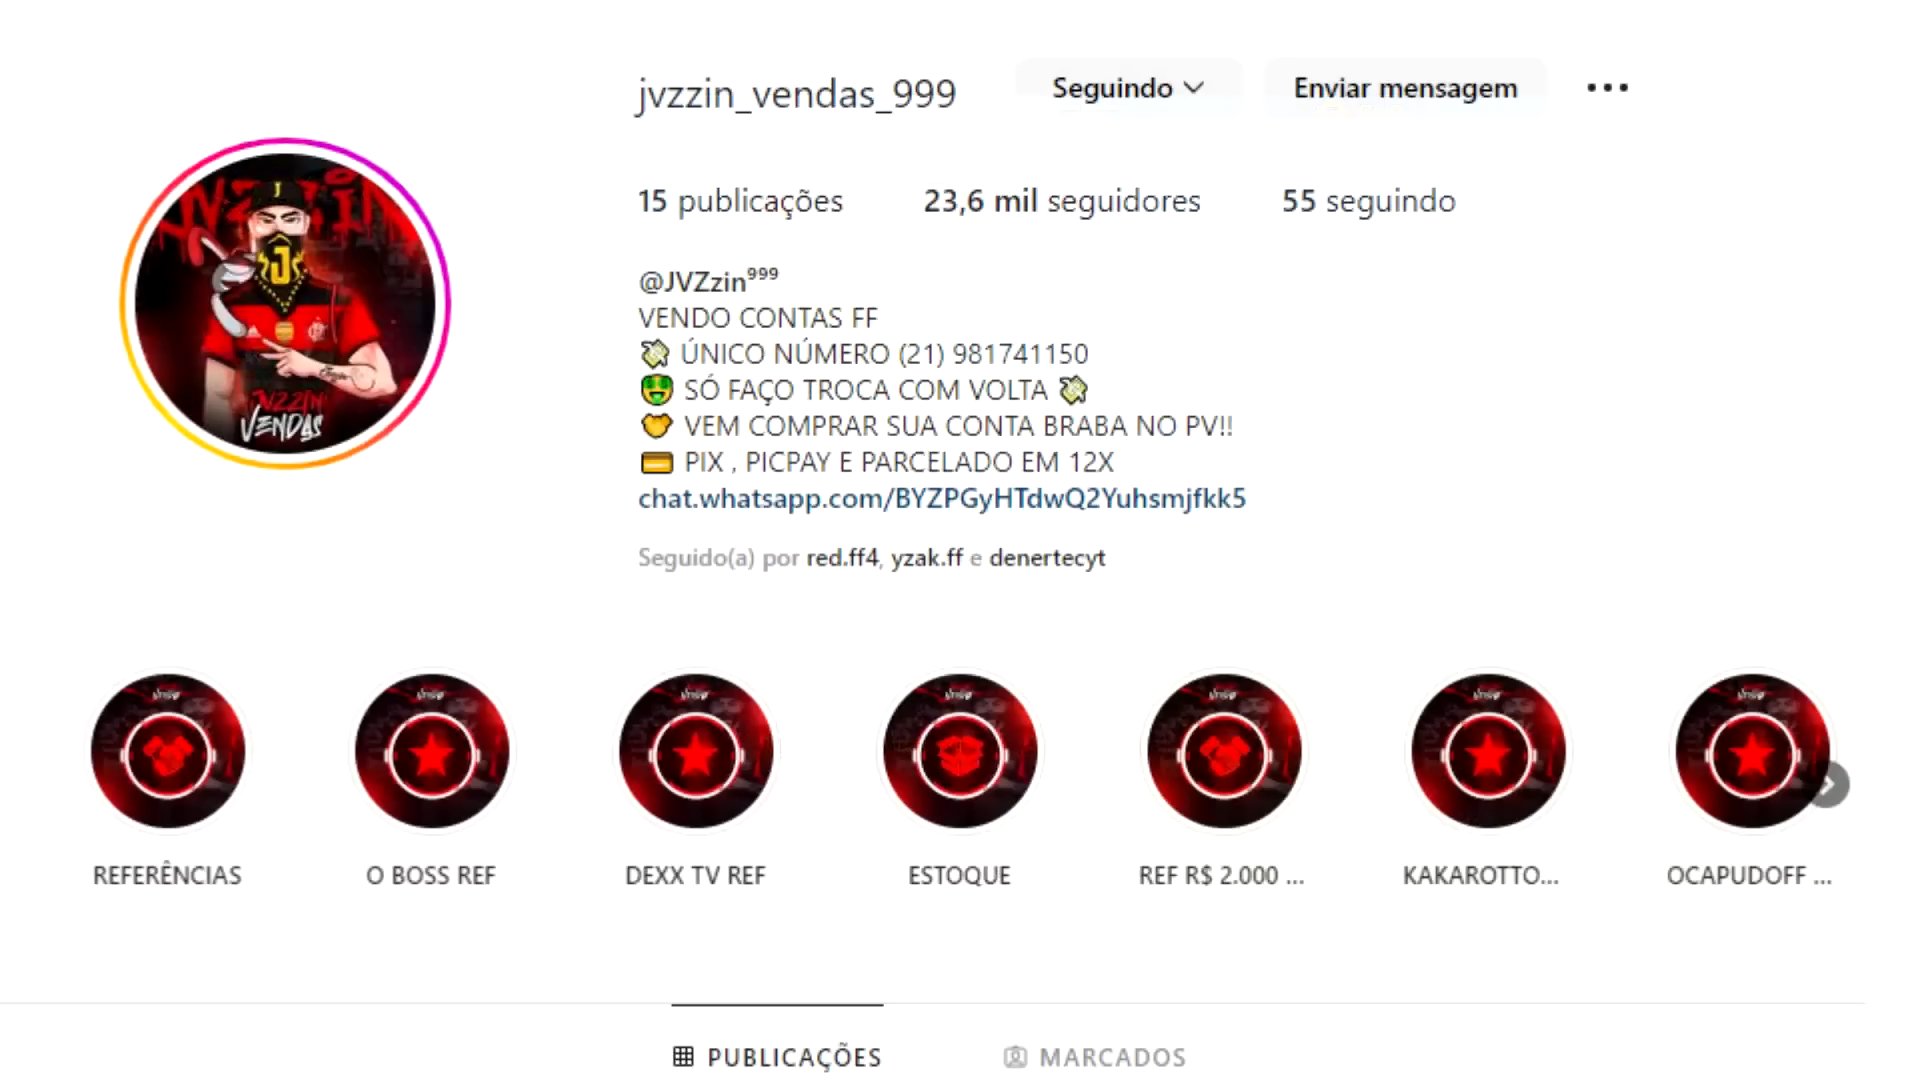 jvzzin_vendas_999
Seguindo
Enviar mensagem
15 publicações
23,6 mil seguidores
55 seguindo
@JVZzin⁹⁹⁹
VENDO CONTAS FF
💸 ÚNICO NÚMERO (21) 981741150
🤑 SÓ FAÇO TROCA COM VOLTA 💸
🤝 VEM COMPRAR SUA CONTA BRABA NO PV!!
💳 PIX , PICPAY E PARCELADO EM 12X
chat.whatsapp.com/BYZPGyHTdwQ2Yuhsmjfkk5
Seguido(a) por red.ff4, yzak.ff e denertecyt
JVZZIN
J
J
JVZZIN
VENDAS
REFERÊNCIAS
O BOSS REF
DEXX TV REF
ESTOQUE
REF R$ 2.000 ...
KAKAROTTO...
OCAPUDOFF ...
PUBLICAÇÕES
MARCADOS